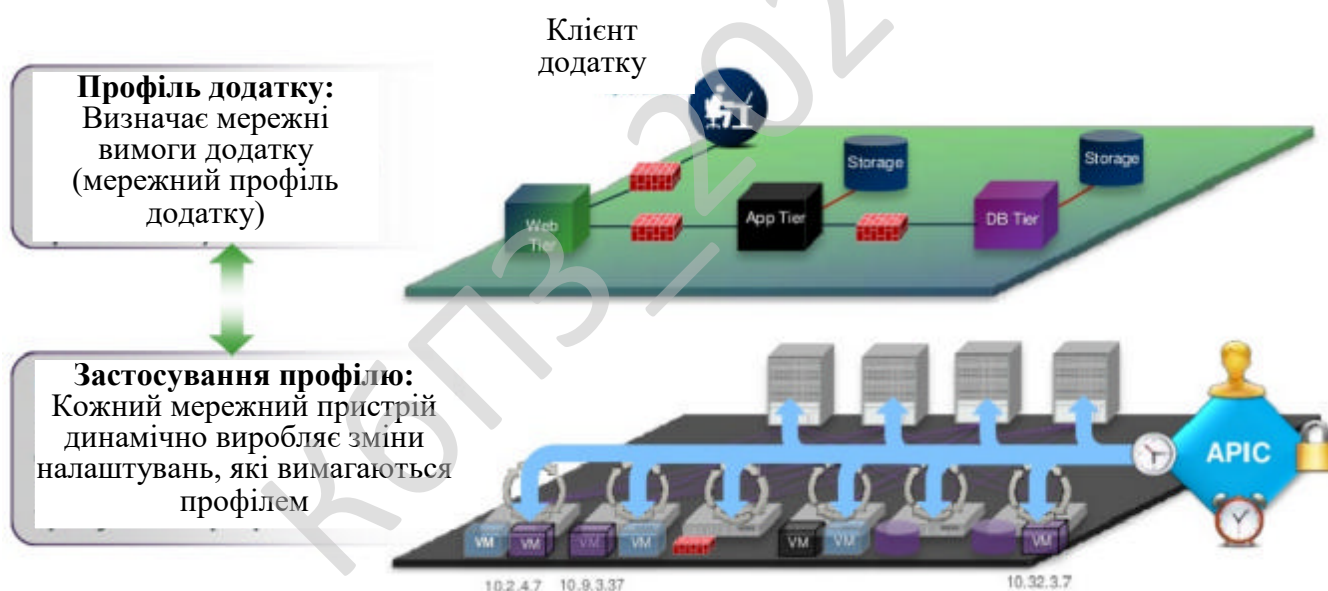 Клієнт
додатку
Профіль додатку:
Визначає мережні
вимоги додатку
(мережний профіль
додатку)
Storage
Storage
Web
Tier
App Tier
DB Tier
Застосування профілю:
Кожний мережний пристрій
динамічно виробляє зміни
налаштувань, які вимагаються
профілем
APIC
VM
VM
VM
VM
VM
VM
VM
10.2.4.7
10.9.3.37
10.32.3.7